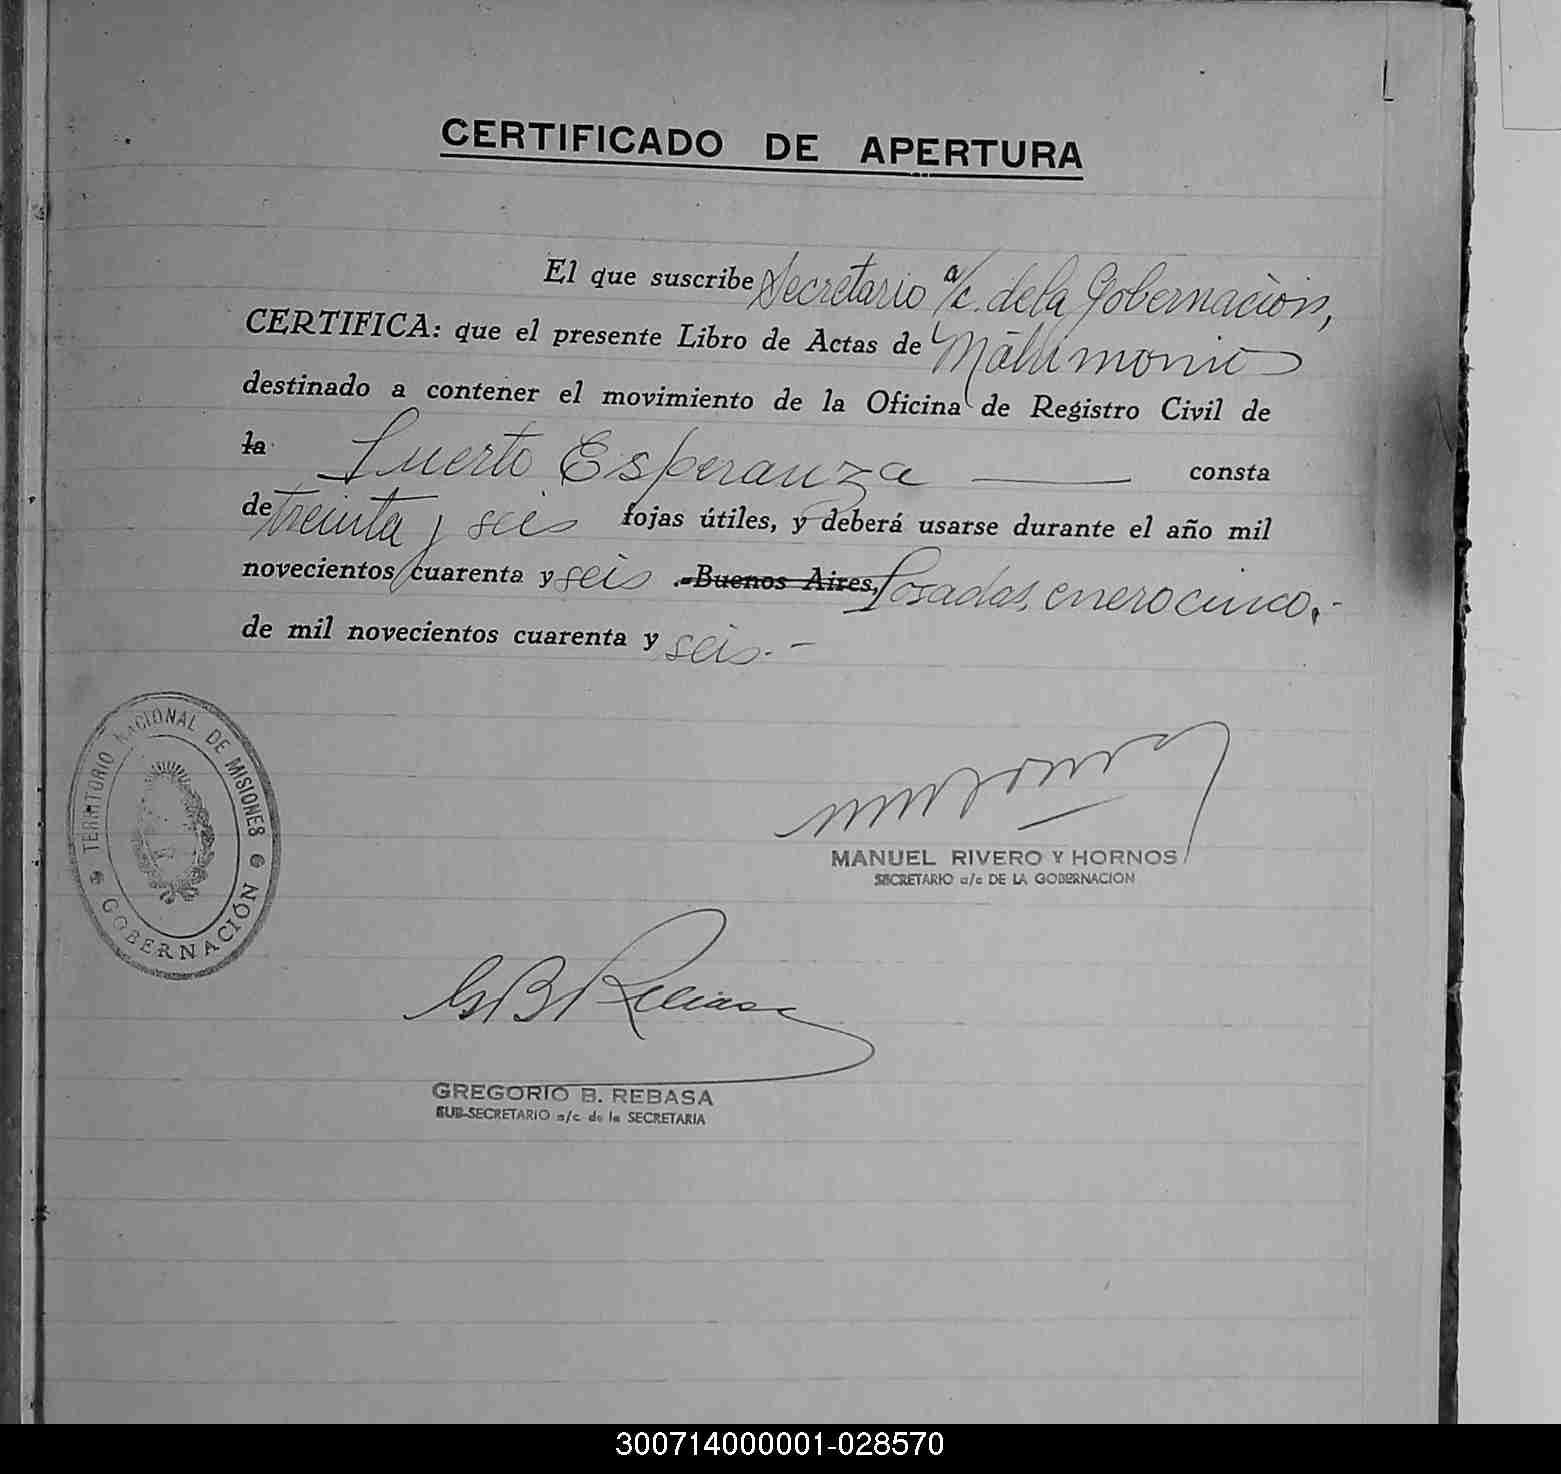 CERTIFICADO DE APERTURA
El que suscribe Secretario a/c. de la Gobernación,
CERTIFICA: que el presente Libro de Actas de Matrimonio
destinado a contener el movimiento de la Oficina de Registro Civil de
la Puerto Esperanza consta
de treinta y seis fojas útiles, y deberá usarse durante el año mil
novecientos cuarenta y seis .-Buenos Aires, Posadas, enero cinco.-
de mil novecientos cuarenta y seis.-
TERRITORIO NACIONAL DE MISIONES
GOBERNACIÓN
MANUEL RIVERO Y HORNOS
SECRETARIO a/c DE LA GOBERNACION
G B Rebasa
GREGORIO B. REBASA
SUB-SECRETARIO a/c de la SECRETARIA
300714000001-028570